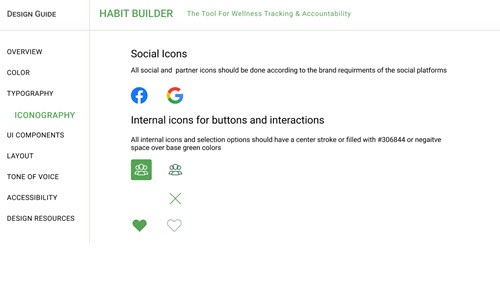 DESIGN GUIDE
HABIT BUILDER
The Tool For Wellness Tracking & Accountability
OVERVIEW
COLOR
TYPOGRAPHY
ICONOGRAPHY
UI COMPONENTS
LAYOUT
TONE OF VOICE
ACCESSIBILITY
DESIGN RESOURCES
Social Icons
All social and partner icons should be done according to the brand requirments of the social platforms
Internal icons for buttons and interactions
All internal icons and selection options should have a center stroke or filled with #306844 or negaitve
space over base green colors